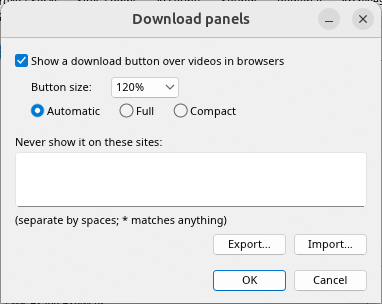 Download panels
Show a download button over videos in browsers
Button size: 120%
Automatic Full Compact
Never show it on these sites:
(separate by spaces; * matches anything)
Export... Import...
OK Cancel